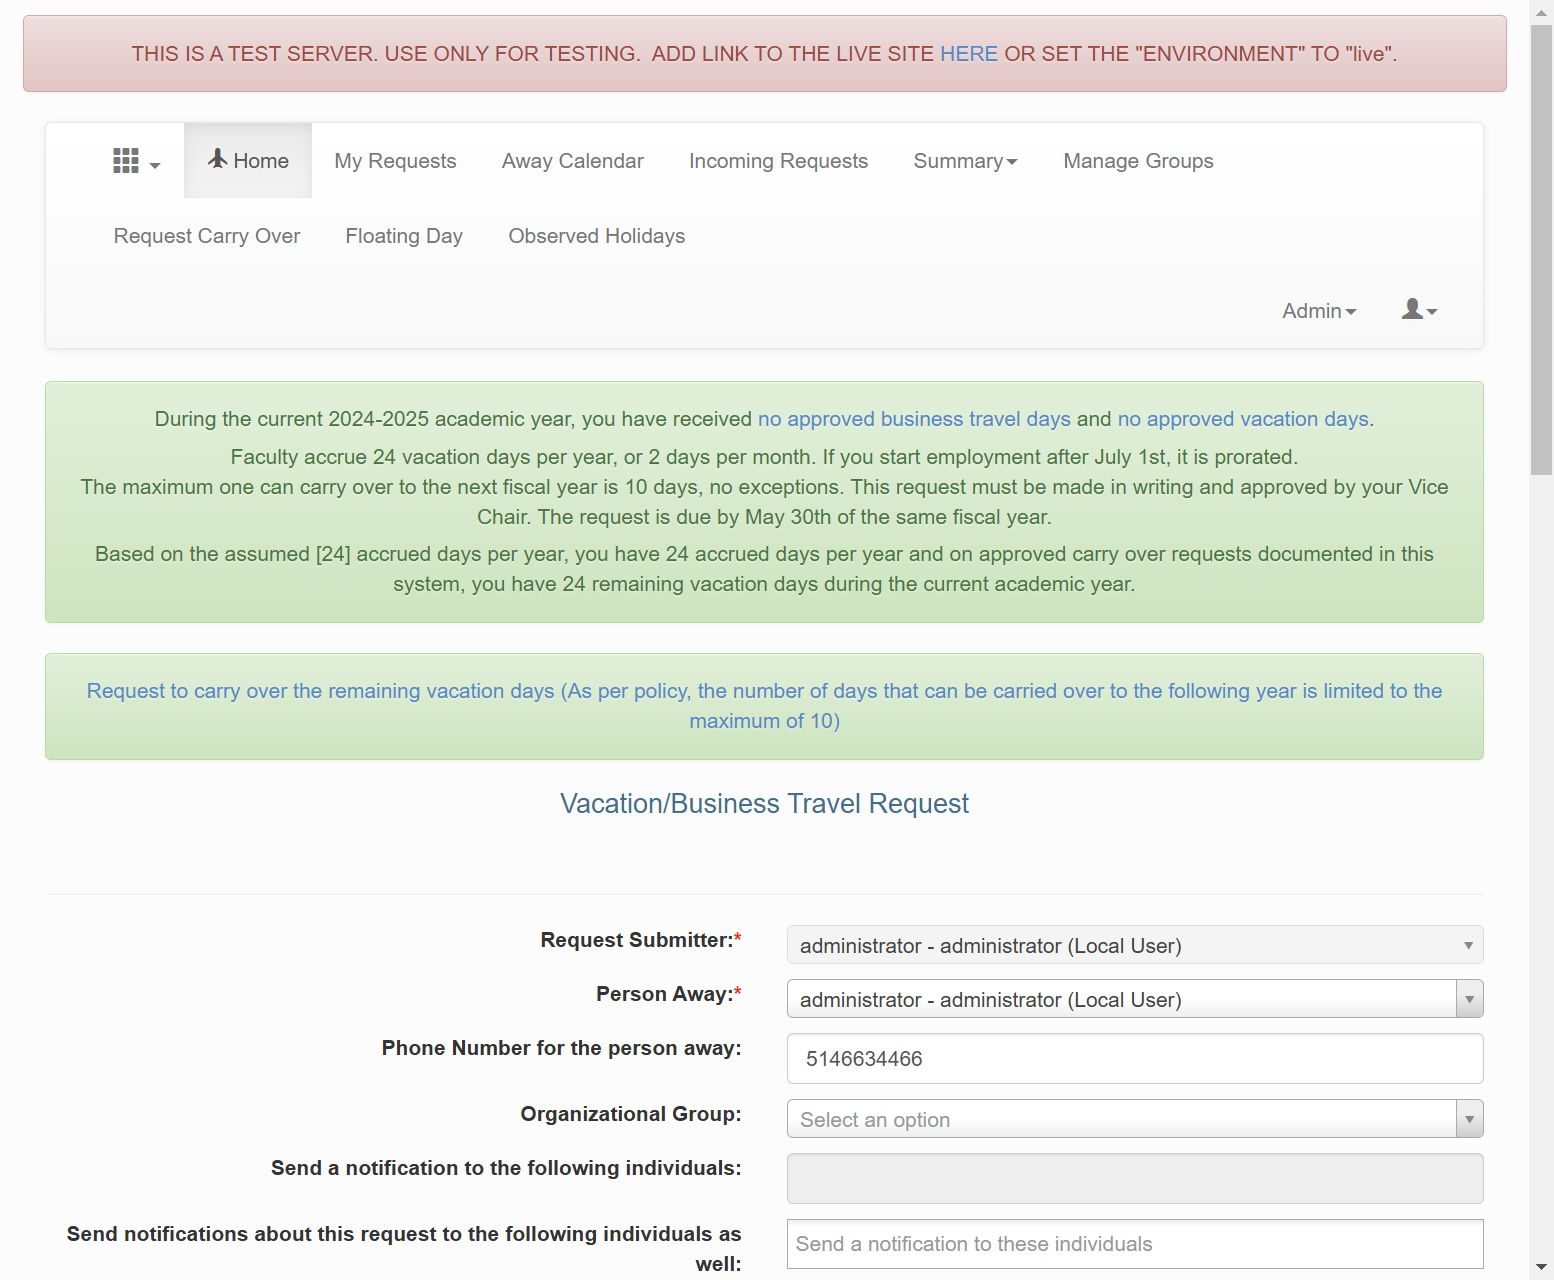 THIS IS A TEST SERVER. USE ONLY FOR TESTING.  ADD LINK TO THE LIVE SITE HERE OR SET THE "ENVIRONMENT" TO "live".
Home My Requests Away Calendar Incoming Requests Summary Manage Groups
Request Carry Over Floating Day Observed Holidays
Admin
During the current 2024-2025 academic year, you have received no approved business travel days and no approved vacation days.
Faculty accrue 24 vacation days per year, or 2 days per month. If you start employment after July 1st, it is prorated.
The maximum one can carry over to the next fiscal year is 10 days, no exceptions. This request must be made in writing and approved by your Vice
Chair. The request is due by May 30th of the same fiscal year.
Based on the assumed [24] accrued days per year, you have 24 accrued days per year and on approved carry over requests documented in this
system, you have 24 remaining vacation days during the current academic year.
Request to carry over the remaining vacation days (As per policy, the number of days that can be carried over to the following year is limited to the
maximum of 10)
Vacation/Business Travel Request
Request Submitter:* administrator - administrator (Local User)
Person Away:* administrator - administrator (Local User)
Phone Number for the person away: 5146634466
Organizational Group: Select an option
Send a notification to the following individuals:
Send notifications about this request to the following individuals as
well: Send a notification to these individuals